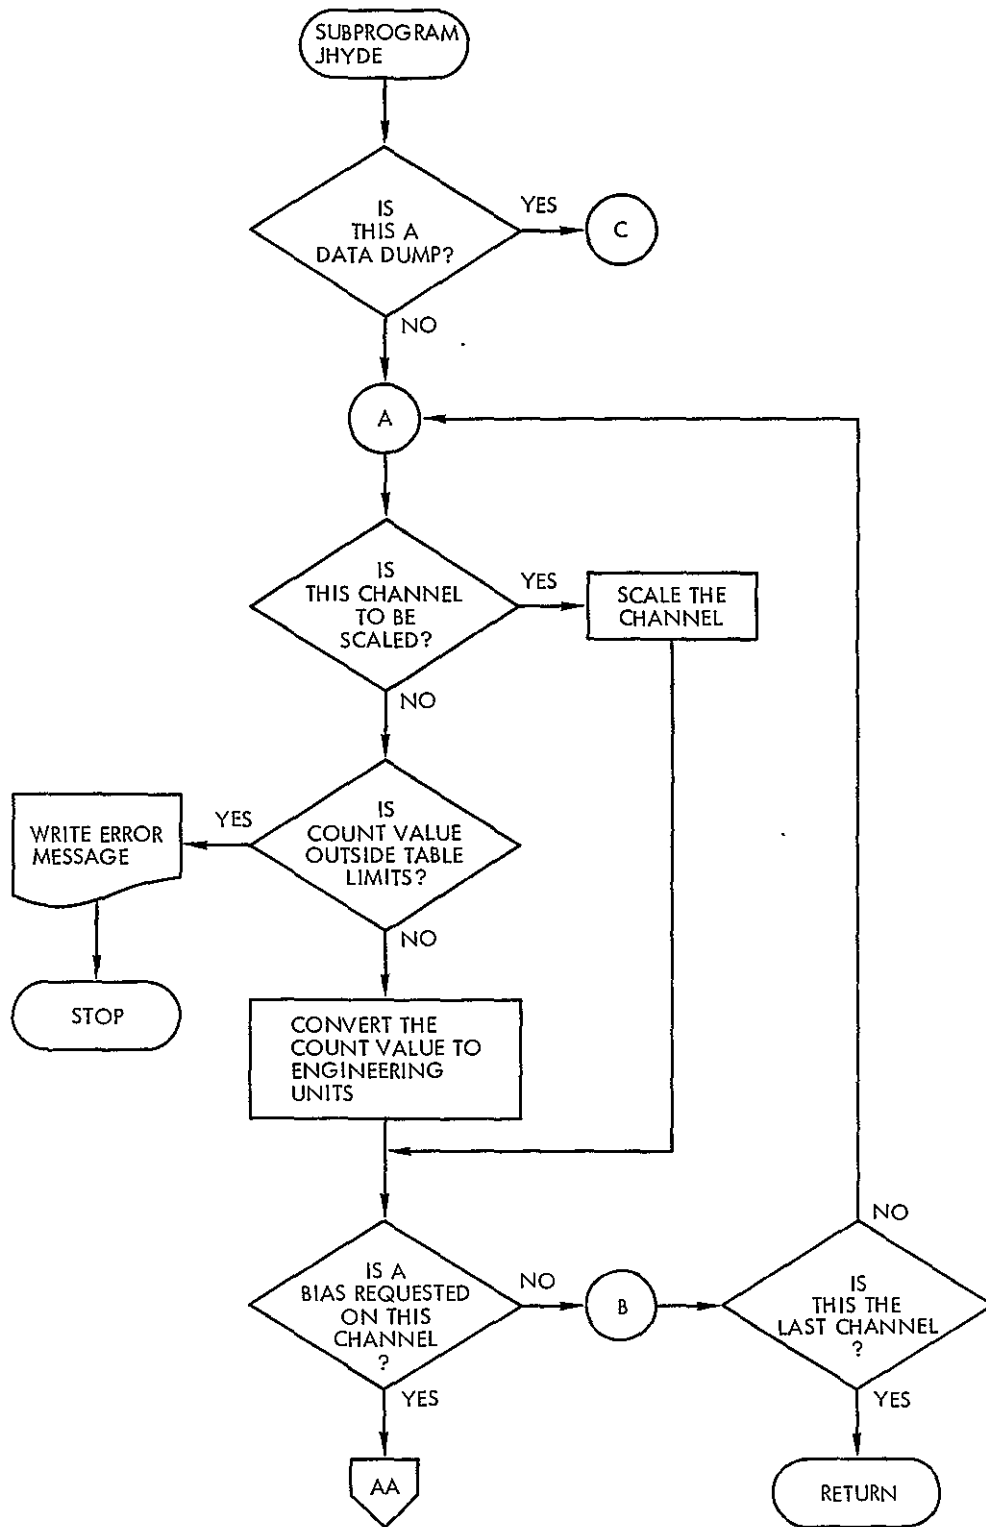 SUBPROGRAM
JHYDE
IS
THIS A
DATA DUMP?
YES
C
NO
A
IS
THIS CHANNEL
TO BE
SCALED?
YES
SCALE THE
CHANNEL
NO
IS
COUNT VALUE
OUTSIDE TABLE
LIMITS?
YES
WRITE ERROR
MESSAGE
STOP
NO
CONVERT THE
COUNT VALUE TO
ENGINEERING
UNITS
IS A
BIAS REQUESTED
ON THIS
CHANNEL
?
NO
B
IS
THIS THE
LAST CHANNEL
?
NO
YES
AA
YES
RETURN